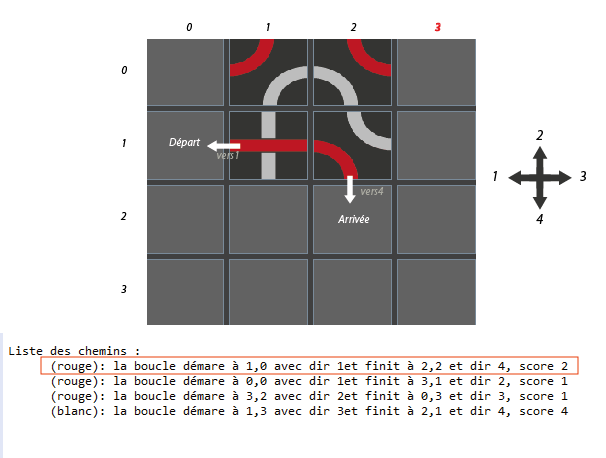 0 1 2 3
0
2
1 Départ
vers1
1 3
vers4
4
2 Arrivée
3
Liste des chemins :
(rouge): la boucle démare à 1,0 avec dir 1et finit à 2,2 et dir 4, score 2
(rouge): la boucle démare à 0,0 avec dir 1et finit à 3,1 et dir 2, score 1
(rouge): la boucle démare à 3,2 avec dir 2et finit à 0,3 et dir 3, score 1
(blanc): la boucle démare à 1,3 avec dir 3et finit à 2,1 et dir 4, score 4